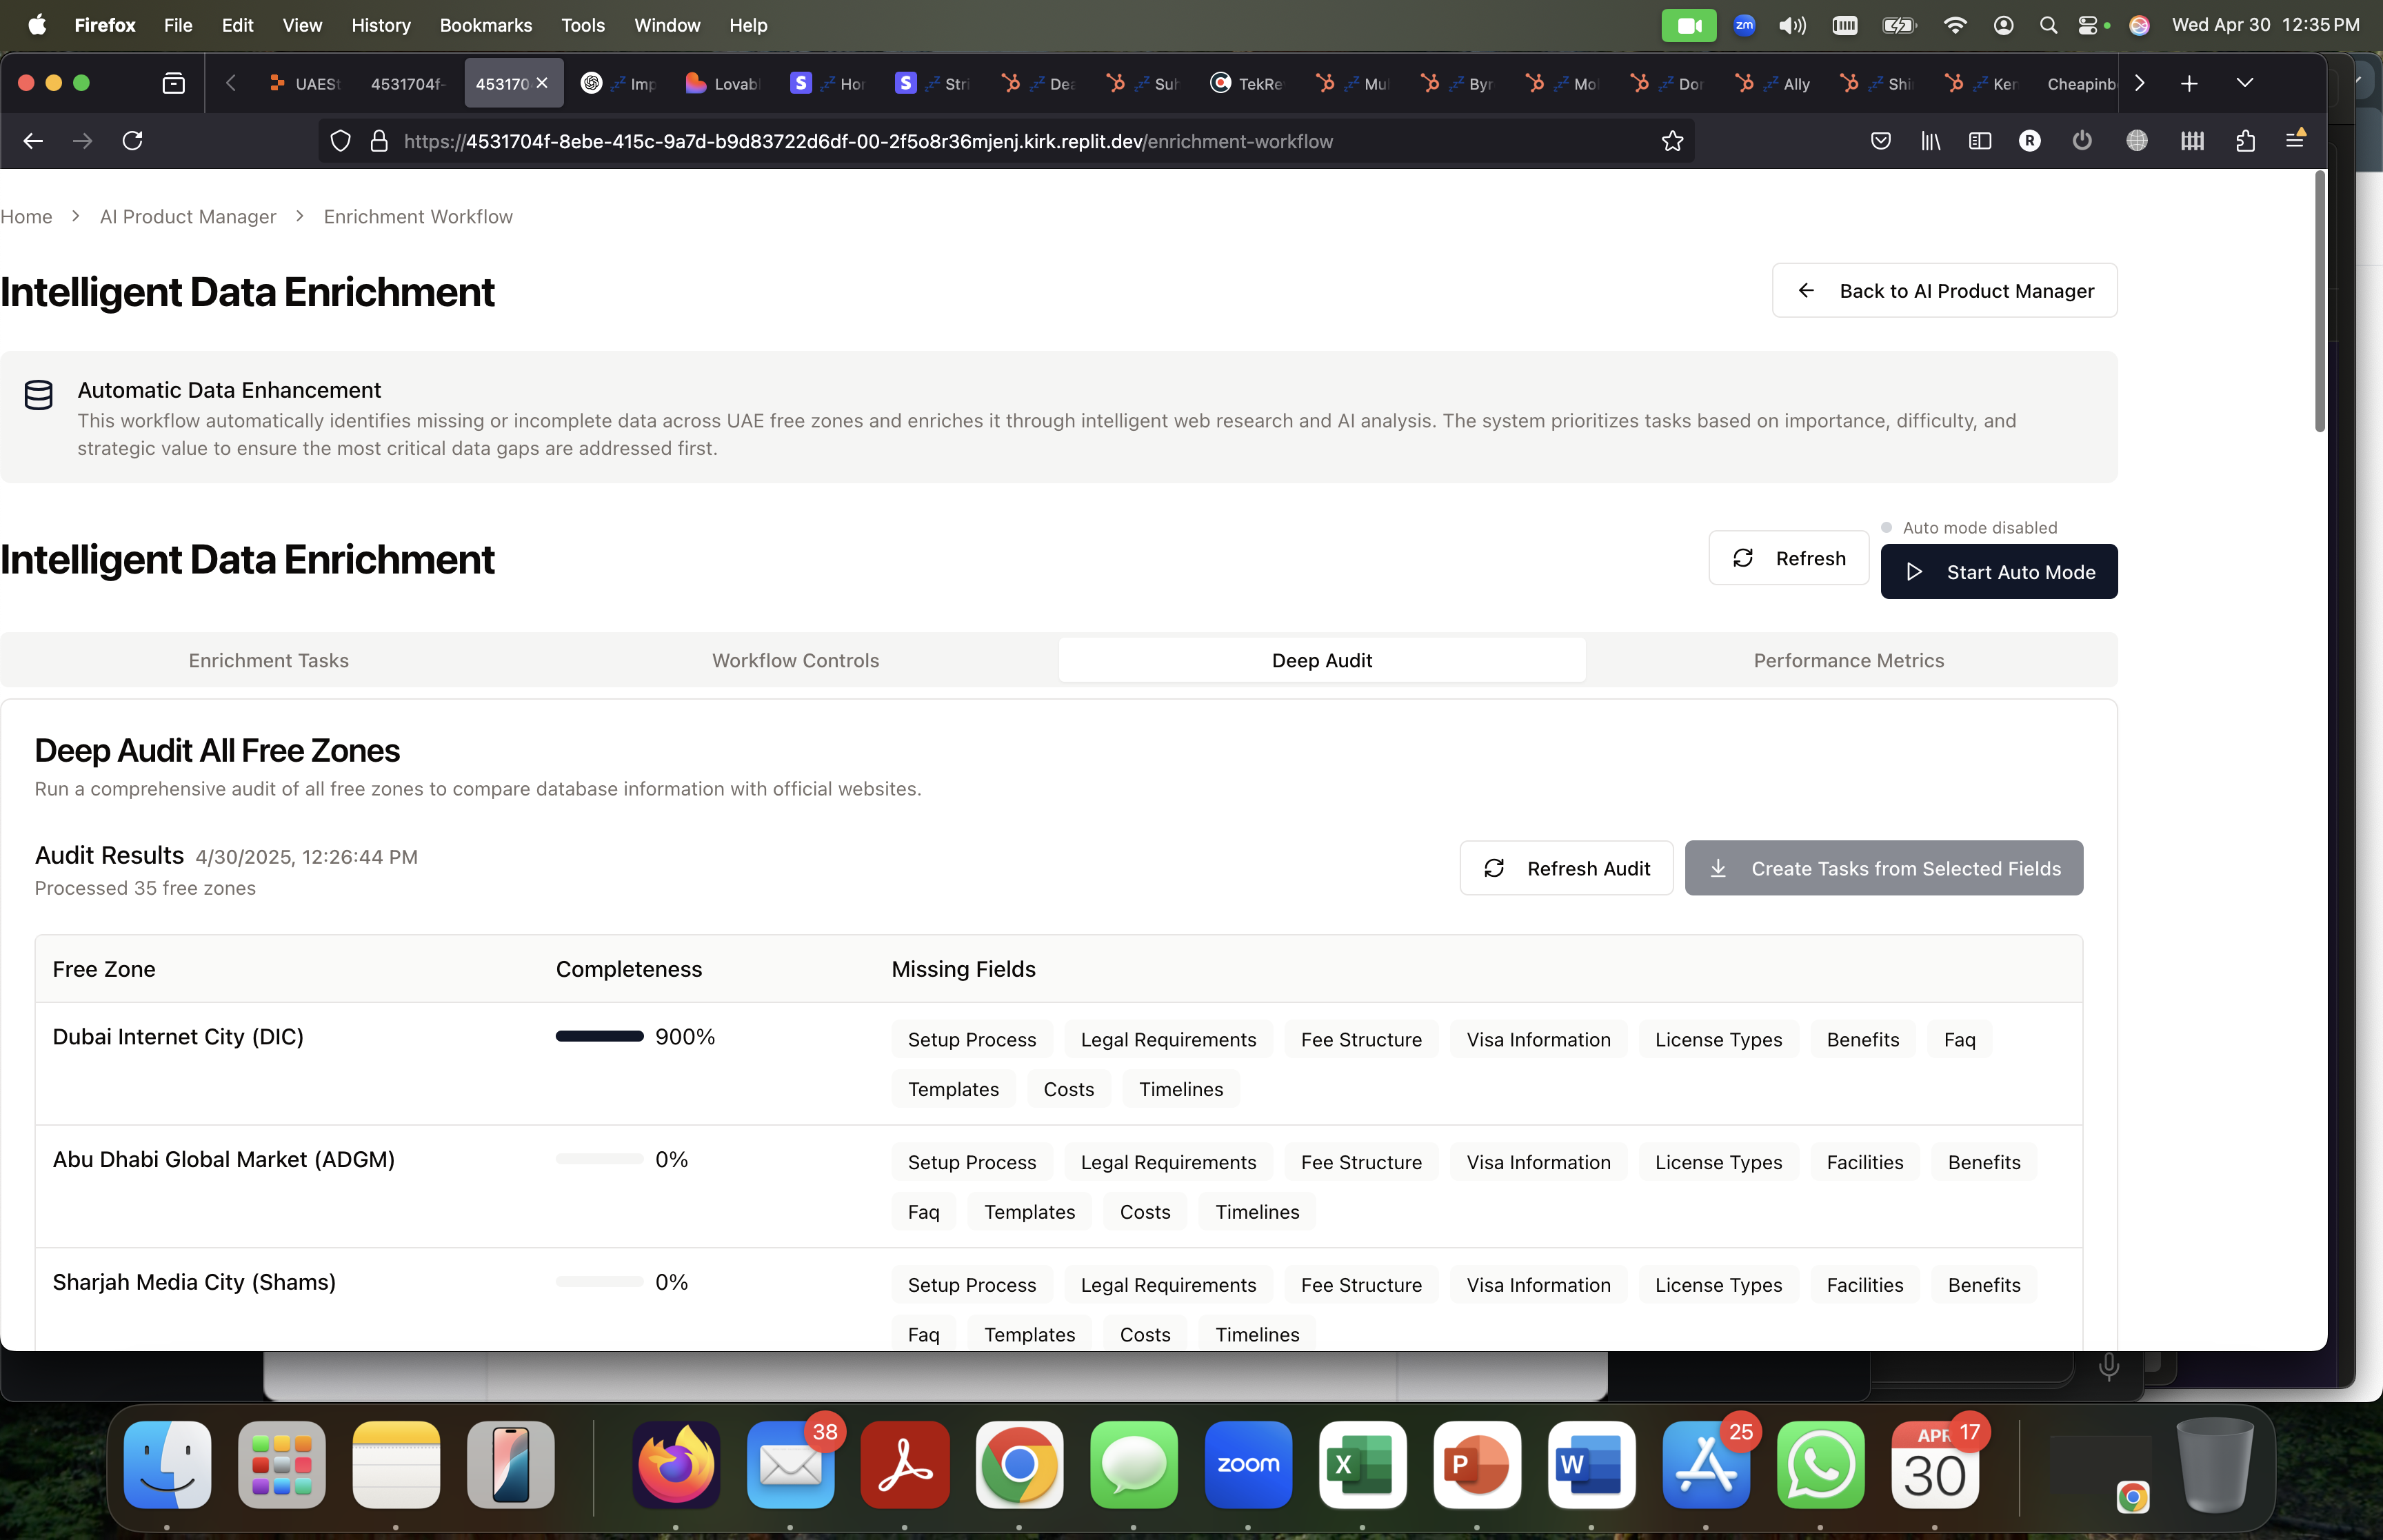 Firefox File Edit View History Bookmarks Tools Window Help
zm
Wed Apr 30 12:35 PM
UAESt 4531704f- 453170 Imp Lovab Hor Stri Dea Suh TekRe Mul Byr Mol Dor Ally Shi Ken Cheapinb
https://4531704f-8ebe-415c-9a7d-b9d83722d6df-00-2f5o8r36mjenj.kirk.replit.dev/enrichment-workflow
Home > AI Product Manager > Enrichment Workflow
Intelligent Data Enrichment
Back to AI Product Manager
Automatic Data Enhancement
This workflow automatically identifies missing or incomplete data across UAE free zones and enriches it through intelligent web research and AI analysis. The system prioritizes tasks based on importance, difficulty, and
strategic value to ensure the most critical data gaps are addressed first.
Intelligent Data Enrichment
Refresh
Auto mode disabled
Start Auto Mode
Enrichment Tasks Workflow Controls Deep Audit Performance Metrics
Deep Audit All Free Zones
Run a comprehensive audit of all free zones to compare database information with official websites.
Audit Results 4/30/2025, 12:26:44 PM
Processed 35 free zones
Refresh Audit
Create Tasks from Selected Fields
Free Zone Completeness Missing Fields
Dubai Internet City (DIC) 900% Setup Process Legal Requirements Fee Structure Visa Information License Types Benefits Faq
Templates Costs Timelines
Abu Dhabi Global Market (ADGM) 0% Setup Process Legal Requirements Fee Structure Visa Information License Types Facilities Benefits
Faq Templates Costs Timelines
Sharjah Media City (Shams) 0% Setup Process Legal Requirements Fee Structure Visa Information License Types Facilities Benefits
Faq Templates Costs Timelines
38
zoom
X
P
W
25
APR 17
30